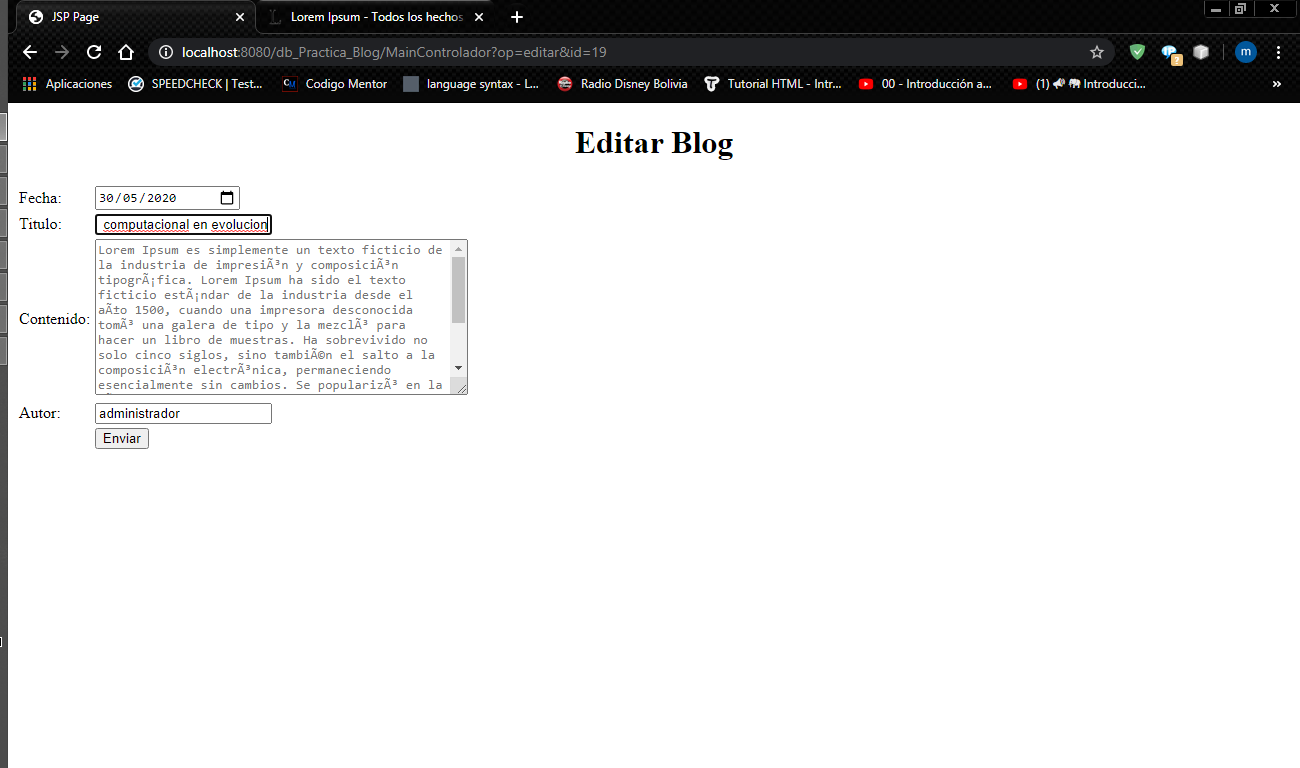 JSP Page
Lorem Ipsum - Todos los hechos
localhost:8080/db_Practica_Blog/MainControlador?op=editar&id=19
m
Aplicaciones
SPEEDCHECK | Test...
CM Codigo Mentor
language syntax - L...
Radio Disney Bolivia
Tutorial HTML - Intr...
00 - Introducción a...
(1) 📣 🐘 Introducci...
Editar Blog
Fecha: 30/05/2020
Titulo: computacional en evolucion
Contenido:
Lorem Ipsum es simplemente un texto ficticio de
la industria de impresiÃ³n y composiciÃ³n
tipogrÃ¡fica. Lorem Ipsum ha sido el texto
ficticio estÃ¡ndar de la industria desde el
aÃ±o 1500, cuando una impresora desconocida
tomÃ³ una galera de tipo y la mezclÃ³ para
hacer un libro de muestras. Ha sobrevivido no
solo cinco siglos, sino tambiÃ©n el salto a la
composiciÃ³n electrÃ³nica, permaneciendo
esencialmente sin cambios. Se popularizÃ³ en la
Autor: administrador
Enviar